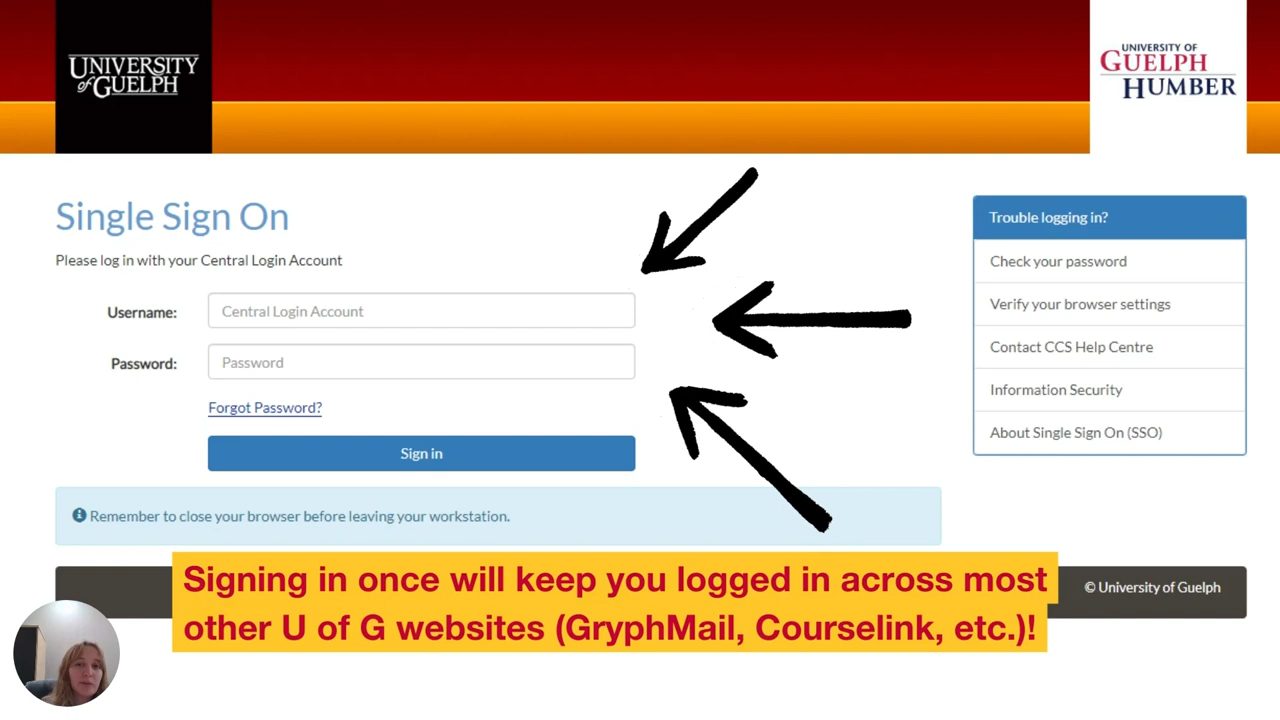 UNIVERSITY
of GUELPH
UNIVERSITY OF
GUELPH
HUMBER
Single Sign On
Please log in with your Central Login Account
Username:
Central Login Account
Password:
Password
Forgot Password?
Sign in
Remember to close your browser before leaving your workstation.
Trouble logging in?
Check your password
Verify your browser settings
Contact CCS Help Centre
Information Security
About Single Sign On (SSO)
Signing in once will keep you logged in across most
other U of G websites (GryphMail, Courselink, etc.)!
© University of Guelph